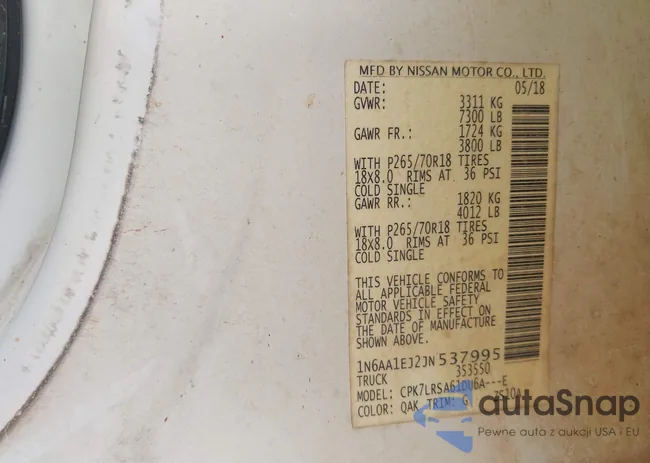 MFD BY NISSAN MOTOR CO., LTD.
DATE: 05/18
GVWR: 3311 KG
7300 LB
GAWR FR.: 1724 KG
3800 LB
WITH P265/70R18 TIRES
18X8.0 RIMS AT 36 PSI
COLD SINGLE
GAWR RR.: 1820 KG
4012 LB
WITH P265/70R18 TIRES
18X8.0 RIMS AT 36 PSI
COLD SINGLE
THIS VEHICLE CONFORMS TO
ALL APPLICABLE FEDERAL
MOTOR VEHICLE SAFETY
STANDARDS IN EFFECT ON
THE DATE OF MANUFACTURE
SHOWN ABOVE.
1N6AA1EJ2JN537995
TRUCK 353550
MODEL:
COLOR: QAK TRIM: G
autoSnap
Pewne auta z aukcji USA i EU